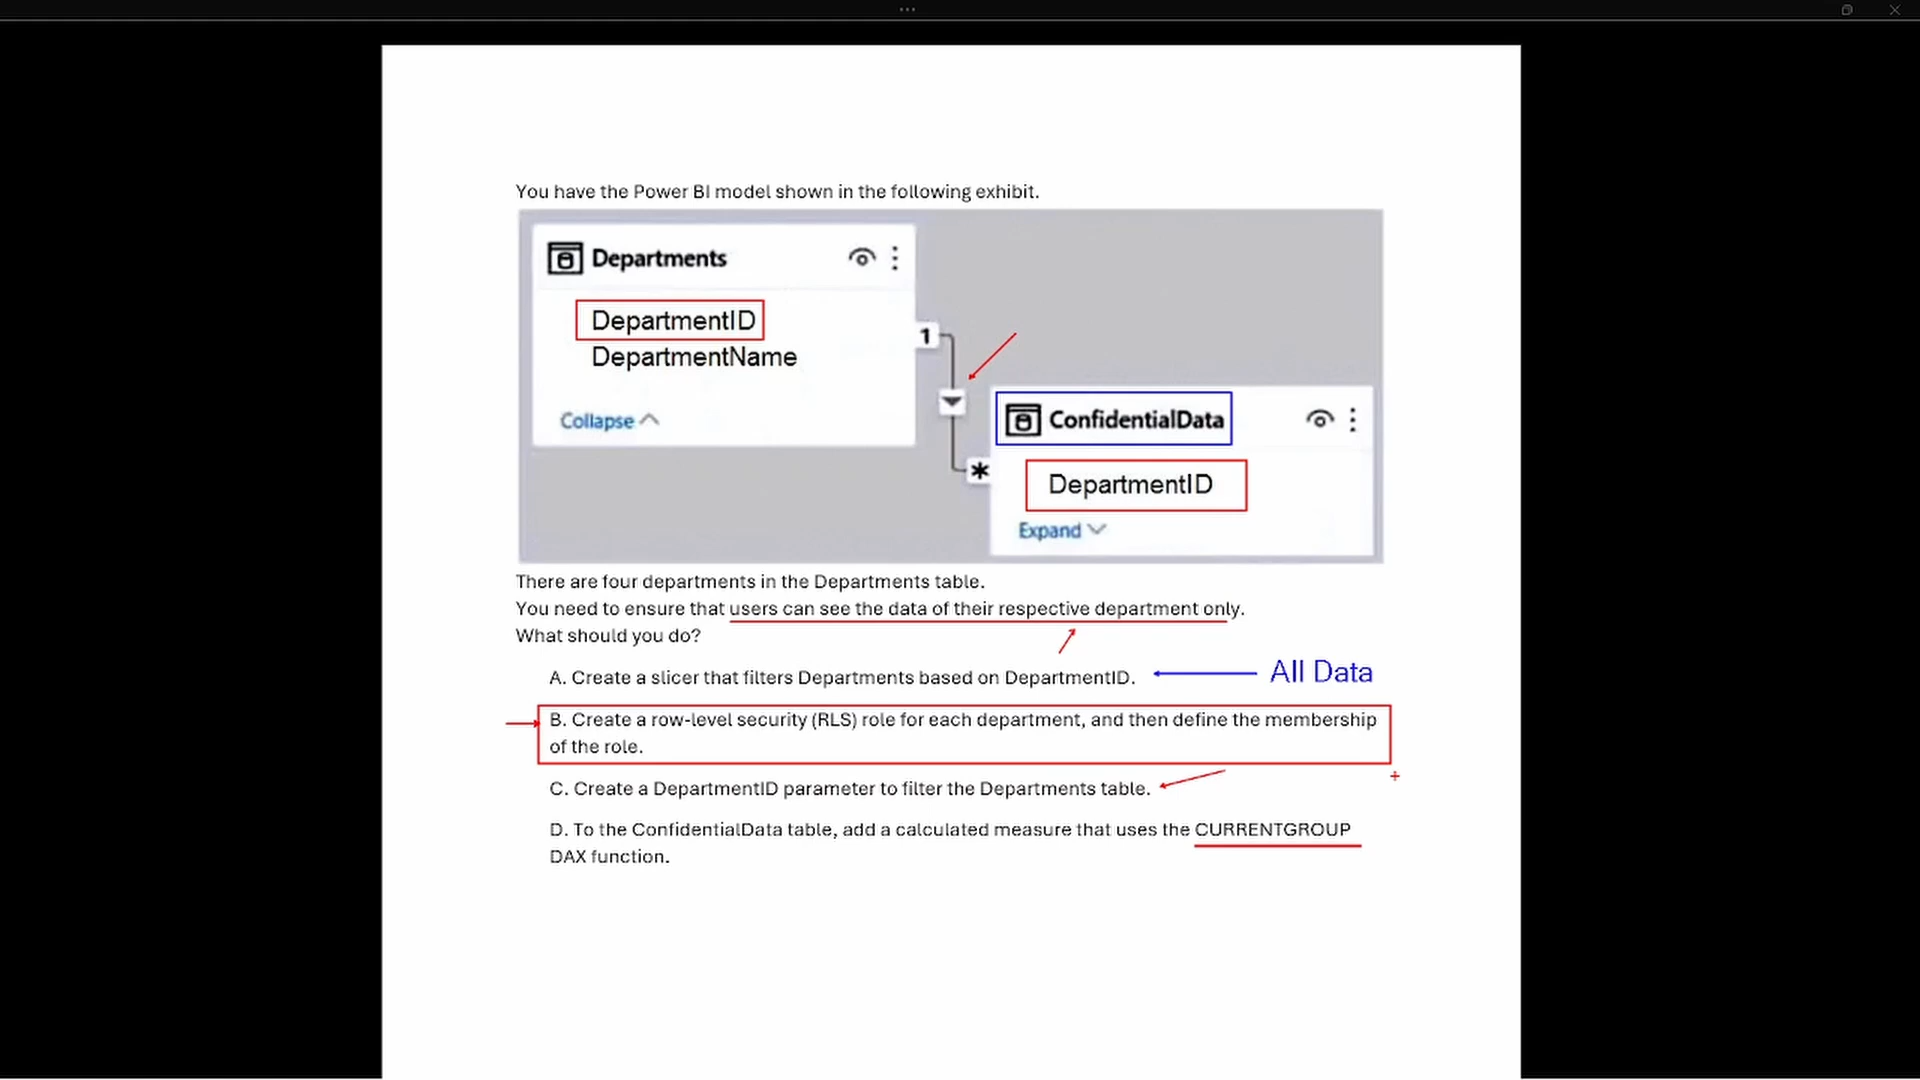 You have the Power BI model shown in the following exhibit.
Departments
DepartmentID
DepartmentName
Collapse
1
ConfidentialData
*
DepartmentID
Expand
There are four departments in the Departments table.
You need to ensure that users can see the data of their respective department only.
What should you do?
A. Create a slicer that filters Departments based on DepartmentID.
All Data
B. Create a row-level security (RLS) role for each department, and then define the membership
of the role.
C. Create a DepartmentID parameter to filter the Departments table.
D. To the ConfidentialData table, add a calculated measure that uses the CURRENTGROUP
DAX function.